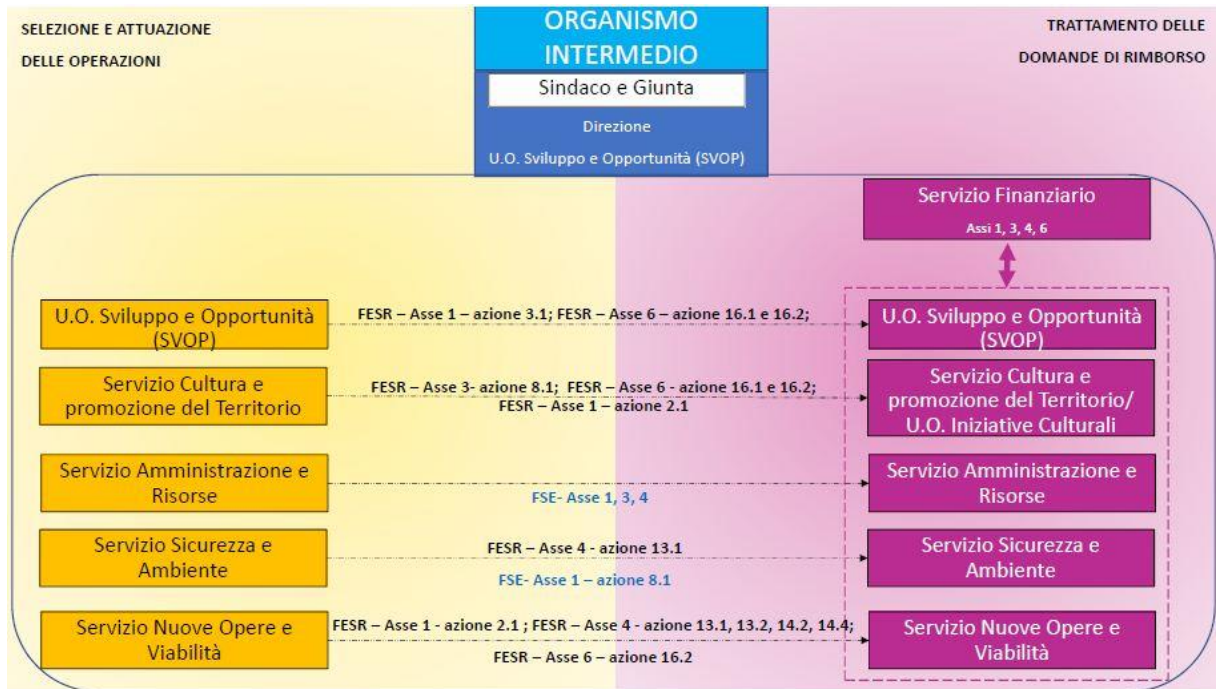 SELEZIONE E ATTUAZIONE
DELLE OPERAZIONI
ORGANISMO
INTERMEDIO
Sindaco e Giunta
Direzione
U.O. Sviluppo e Opportunità (SVOP)
TRATTAMENTO DELLE
DOMANDE DI RIMBORSO
Servizio Finanziario
Assi 1, 3, 4, 6
U.O. Sviluppo e Opportunità
(SVOP)
FESR – Asse 1 – azione 3.1; FESR – Asse 6 – azione 16.1 e 16.2;
U.O. Sviluppo e Opportunità
(SVOP)
Servizio Cultura e
promozione del Territorio
FESR – Asse 3- azione 8.1; FESR – Asse 6 - azione 16.1 e 16.2;
FESR – Asse 1 – azione 2.1
Servizio Cultura e
promozione del Territorio/
U.O. Iniziative Culturali
Servizio Amministrazione e
Risorse
FSE- Asse 1, 3, 4
Servizio Amministrazione e
Risorse
Servizio Sicurezza e
Ambiente
FESR – Asse 4 - azione 13.1
FSE- Asse 1 – azione 8.1
Servizio Sicurezza e
Ambiente
Servizio Nuove Opere e
Viabilità
FESR – Asse 1 - azione 2.1 ; FESR – Asse 4 - azione 13.1, 13.2, 14.2, 14.4;
FESR – Asse 6 – azione 16.2
Servizio Nuove Opere e
Viabilità